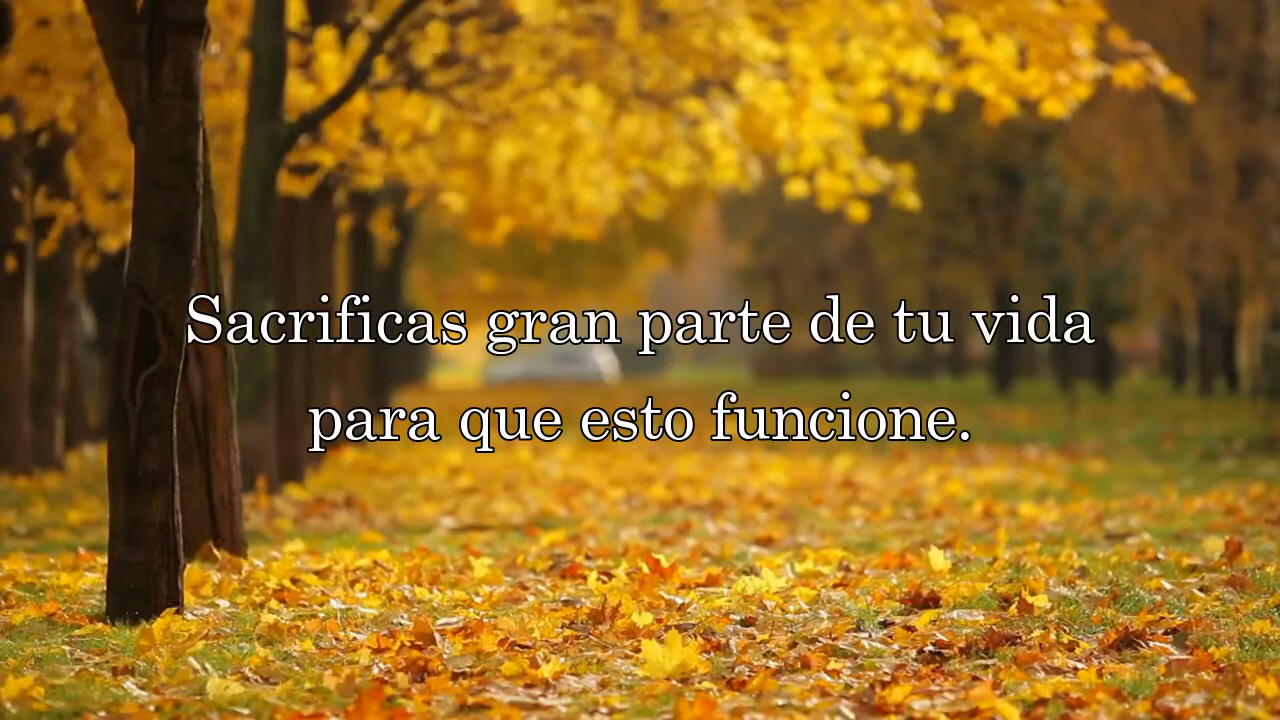 Sacrificas gran parte de tu vida
para que esto funcione.